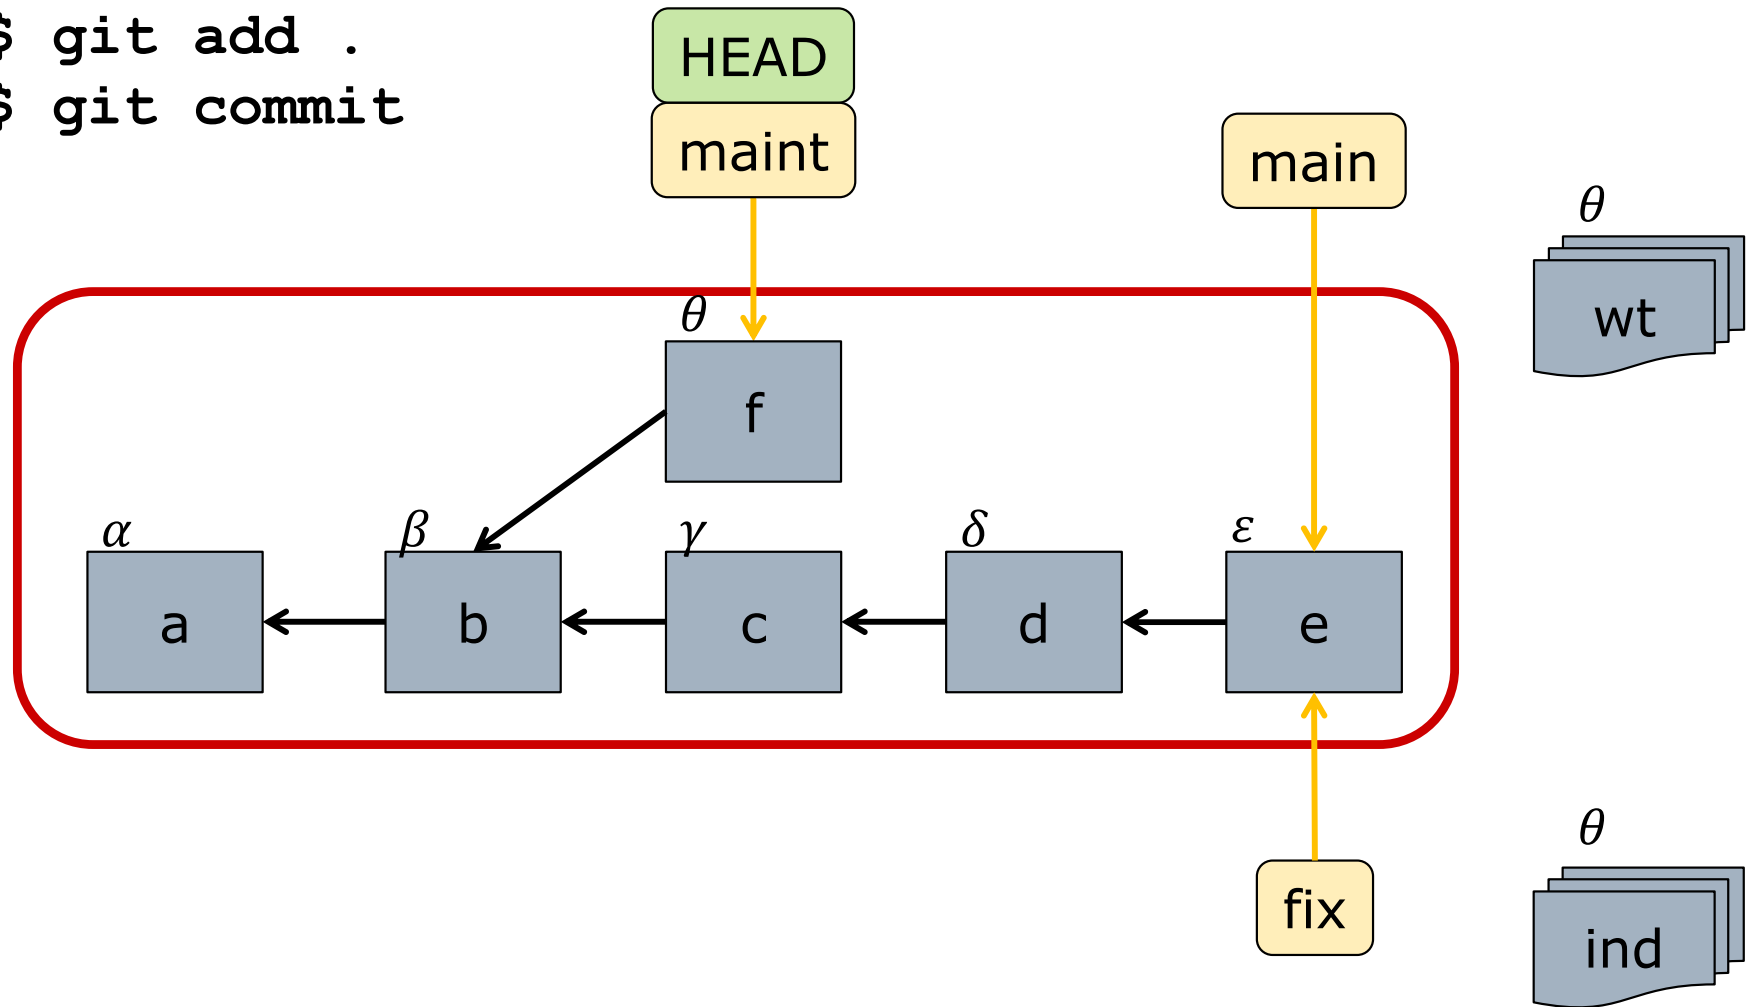 $ git add .
$ git commit
HEAD
maint
main
θ
wt
θ
f
α
β
γ
δ
ε
a
b
c
d
e
fix
θ
ind